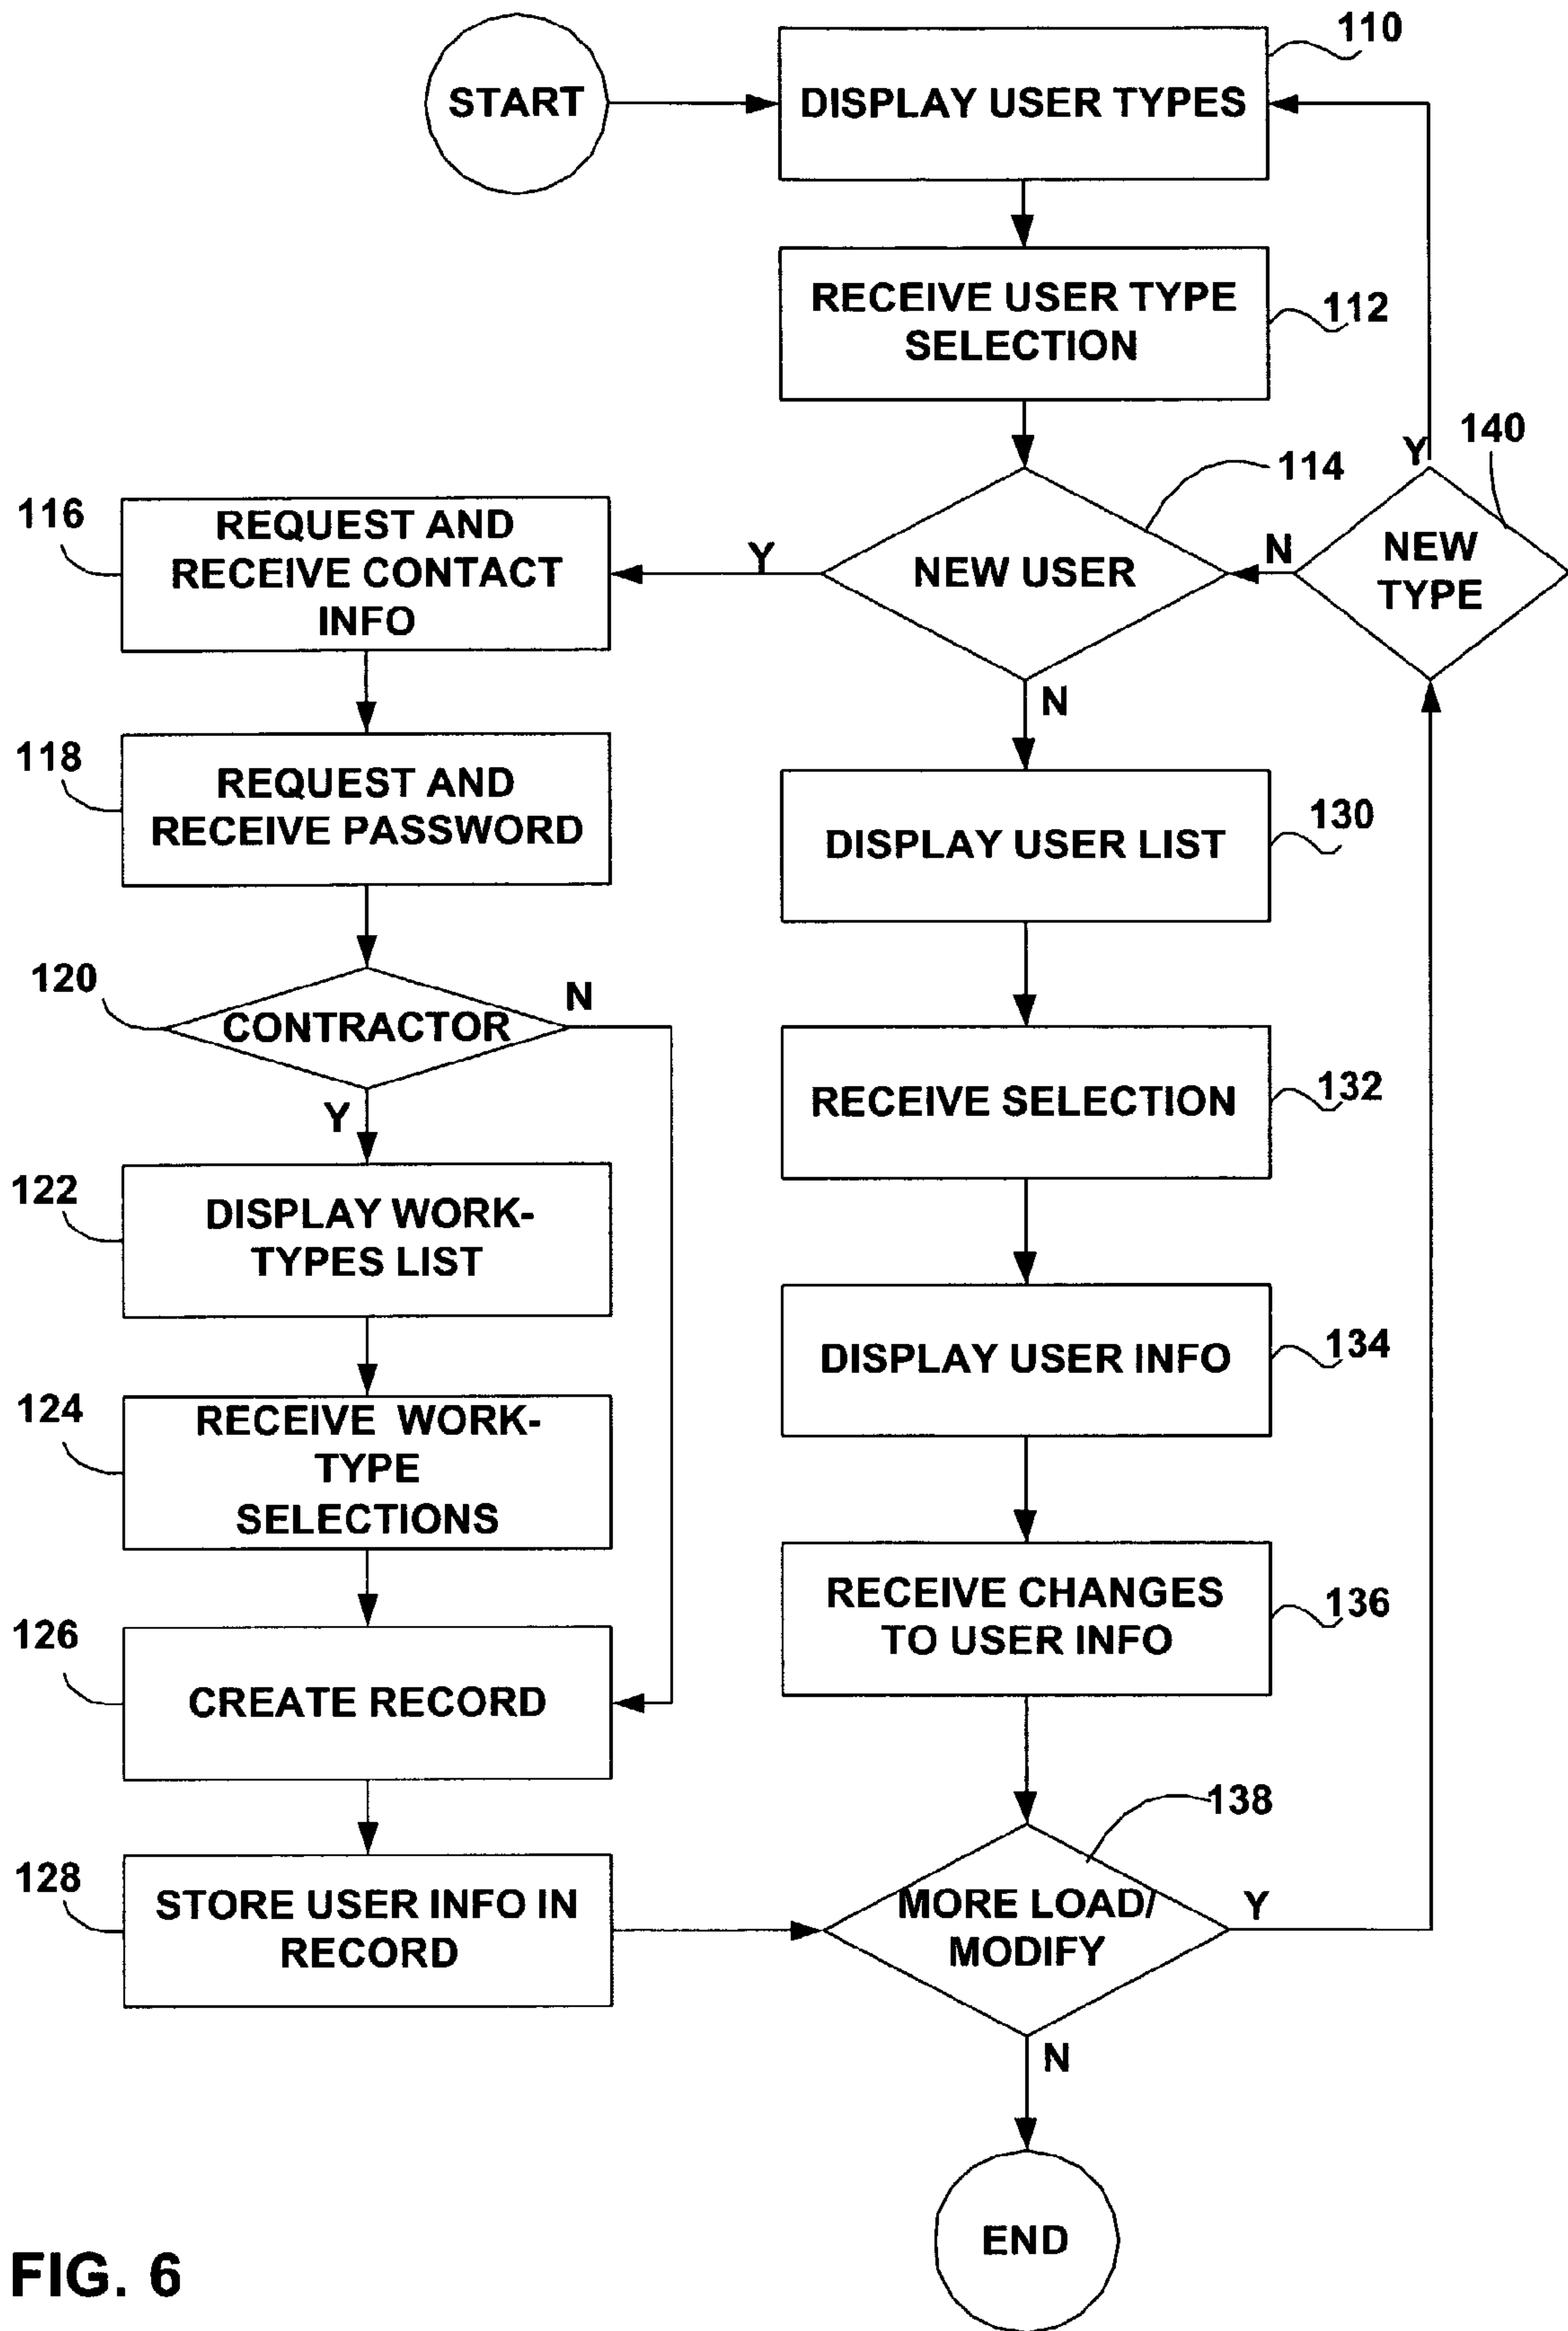 110
START
DISPLAY USER TYPES
RECEIVE USER TYPE
SELECTION
112
140
Y
114
116
REQUEST AND
RECEIVE CONTACT
INFO
Y
NEW USER
N
NEW
TYPE
N
118
REQUEST AND
RECEIVE PASSWORD
DISPLAY USER LIST
130
120
CONTRACTOR
N
Y
RECEIVE SELECTION
132
122
DISPLAY WORK-
TYPES LIST
DISPLAY USER INFO
134
124
RECEIVE WORK-
TYPE
SELECTIONS
RECEIVE CHANGES
TO USER INFO
136
126
CREATE RECORD
138
128
STORE USER INFO IN
RECORD
MORE LOAD/
MODIFY
Y
N
END
FIG. 6